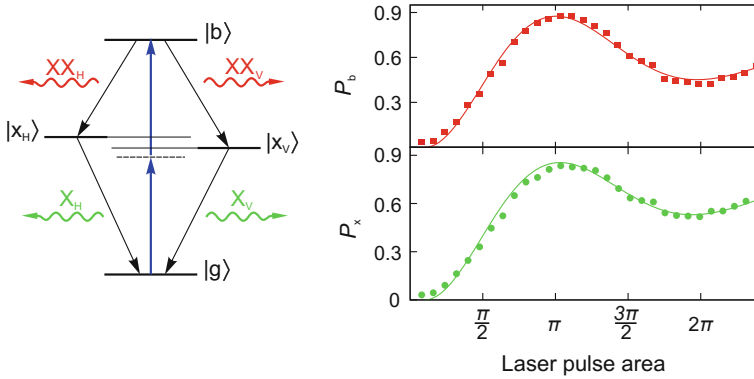 |b⟩
XX_H
XX_V
|x_H⟩
|x_V⟩
X_H
X_V
|g⟩
0.9
0.6
0.3
P_b
0.9
0.6
0.3
0
P_x
π/2
π
3π/2
2π
Laser pulse area